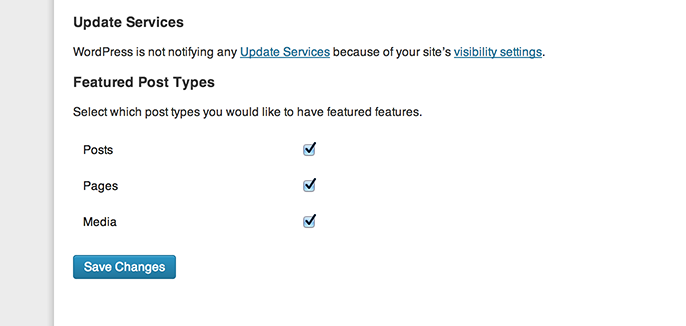 Update Services
WordPress is not notifying any Update Services because of your site's visibility settings.
Featured Post Types
Select which post types you would like to have featured features.
Posts
Pages
Media
Save Changes